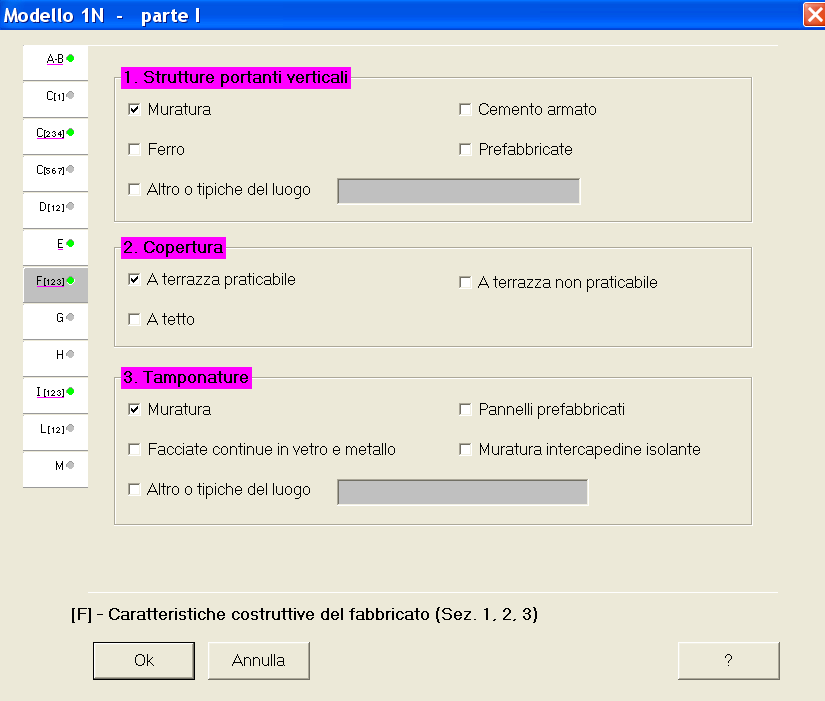 Modello 1N - parte I
A-B
C[1]
C[234]
C[567]
D[12]
E
F[123]
G
H
I[123]
L[12]
M
1. Strutture portanti verticali
Muratura
Cemento armato
Ferro
Prefabbricate
Altro o tipiche del luogo
2. Copertura
A terrazza praticabile
A terrazza non praticabile
A tetto
3. Tamponature
Muratura
Pannelli prefabbricati
Facciate continue in vetro e metallo
Muratura intercapedine isolante
Altro o tipiche del luogo
[F] - Caratteristiche costruttive del fabbricato (Sez. 1, 2, 3)
Ok
Annulla
?